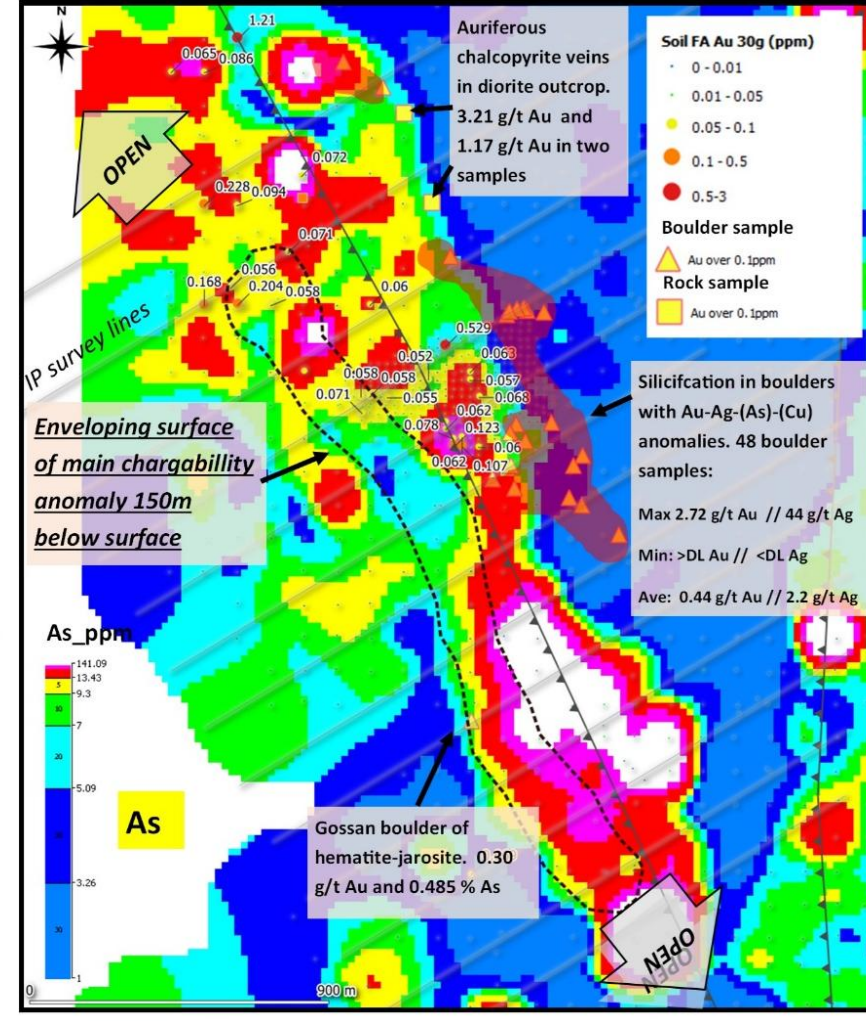 N
1.21
0.065
0.086
OPEN
0.072
0.228
0.094
0.071
0.056
0.168
0.204
0.058
0.06
IP survey lines
0.529
0.052
0.063
0.058
0.058
0.057
0.071
0.055
0.068
0.062
0.078
0.123
0.06
0.062
0.107
Auriferous
chalcopyrite veins
in diorite outcrop.
3.21 g/t Au and
1.17 g/t Au in two
samples
Soil FA Au 30g (ppm)
0 - 0.01
0.01 - 0.05
0.05 - 0.1
0.1 - 0.5
0.5-3
Boulder sample
Au over 0.1ppm
Rock sample
Au over 0.1ppm
Silicifcation in boulders
with Au-Ag-(As)-(Cu)
anomalies. 48 boulder
samples:
Max 2.72 g/t Au // 44 g/t Ag
Min: >DL Au // <DL Ag
Ave: 0.44 g/t Au // 2.2 g/t Ag
Enveloping surface
of main chargabillity
anomaly 150m
below surface
As_ppm
141.09
13.43
5
9.3
10
7
20
5.09
3.26
30
1
As
Gossan boulder of
hematite-jarosite. 0.30
g/t Au and 0.485 % As
OPEN
OPEN
0
900 m